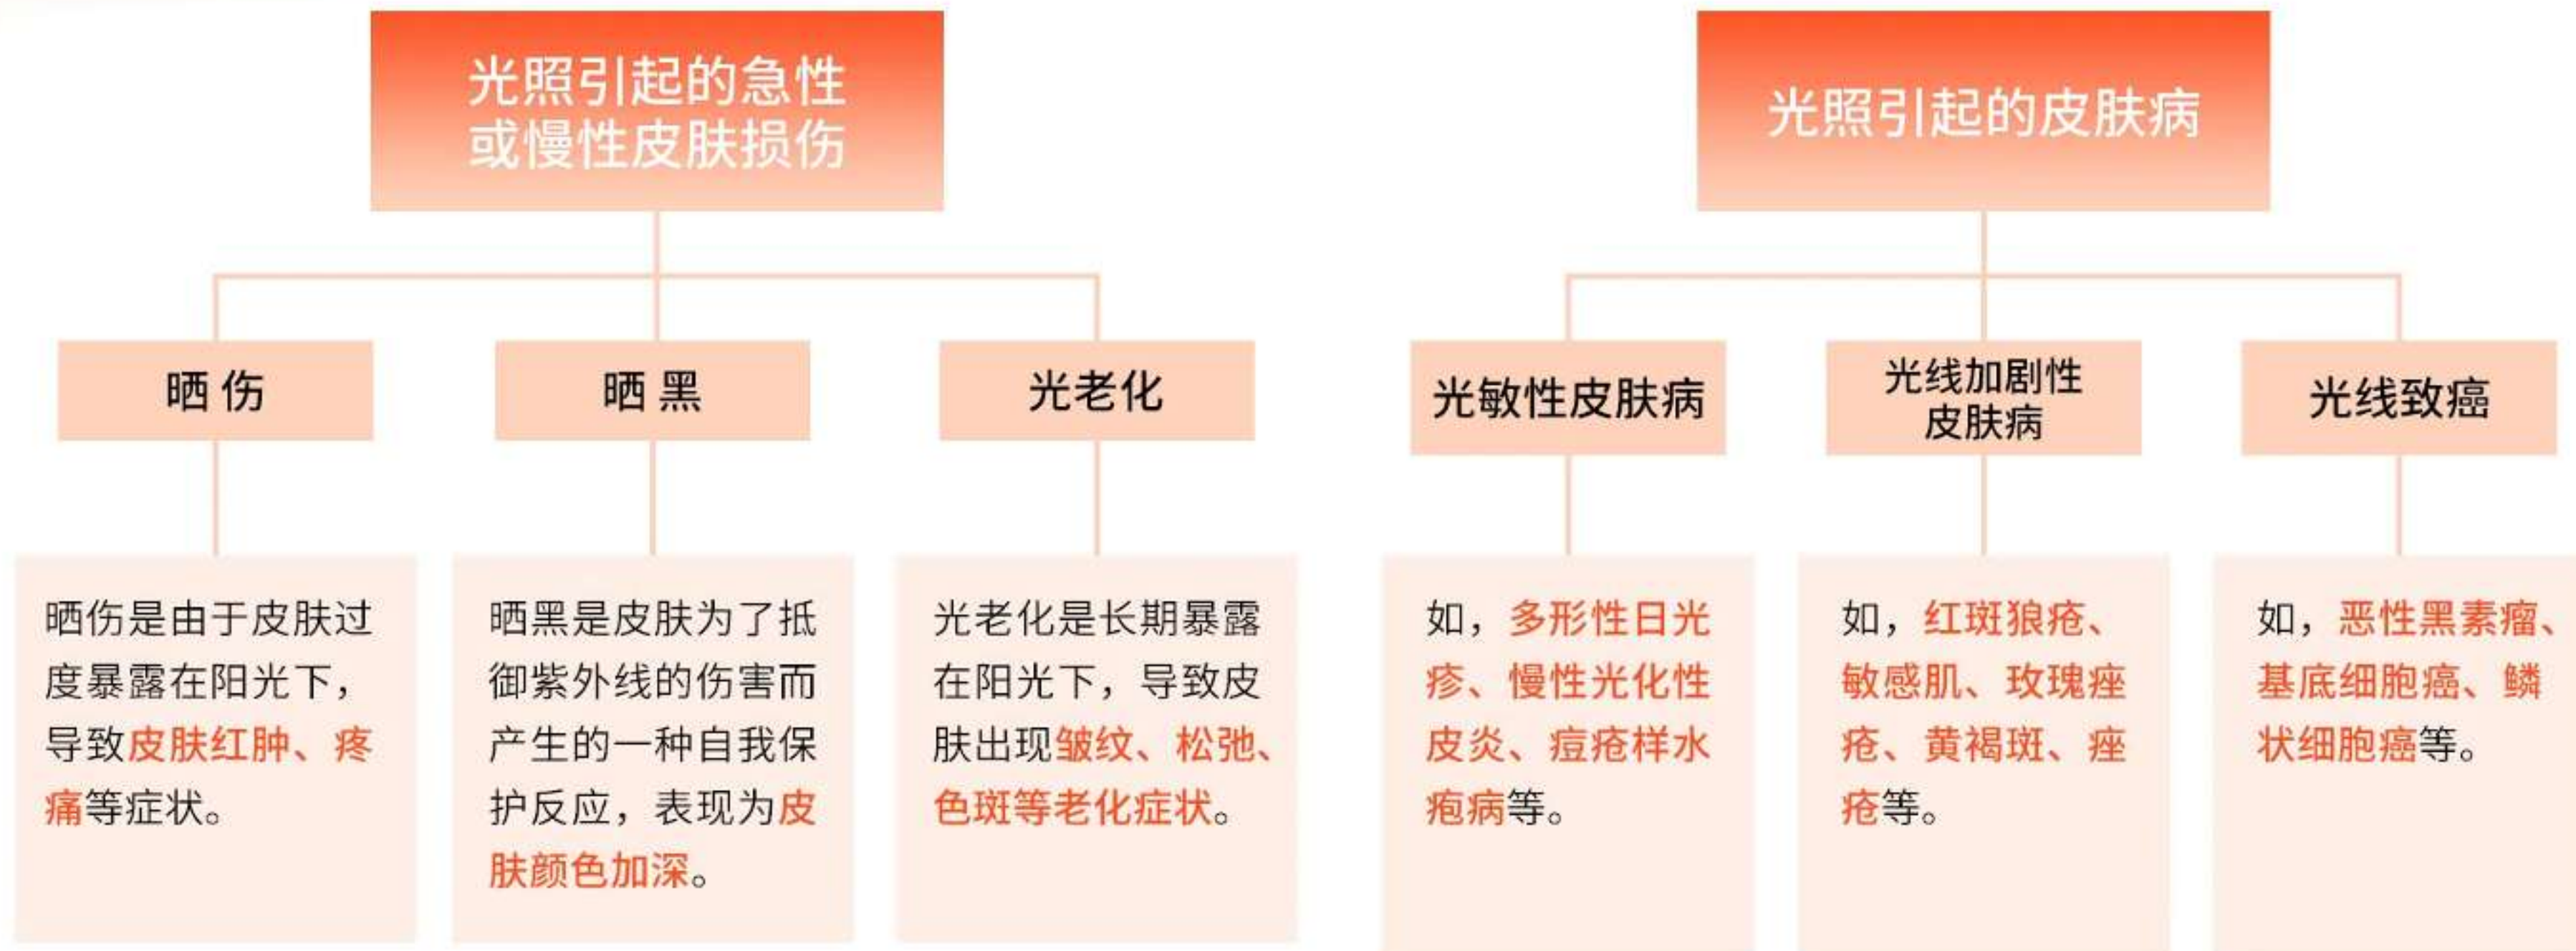 光照引起的急性
或慢性皮肤损伤
晒伤
晒伤是由于皮肤过
度暴露在阳光下，
导致皮肤红肿、疼
痛等症状。
晒黑
晒黑是皮肤为了抵
御紫外线的伤害而
产生的一种自我保
护反应，表现为皮
肤颜色加深。
光老化
光老化是长期暴露
在阳光下，导致皮
肤出现皱纹、松弛、
色斑等老化症状。
光照引起的皮肤病
光敏性皮肤病
如，多形性日光
疹、慢性光化性
皮炎、痘疮样水
疱病等。
光线加剧性
皮肤病
如，红斑狼疮、
敏感肌、玫瑰痤
疮、黄褐斑、痤
疮等。
光线致癌
如，恶性黑素瘤、
基底细胞癌、鳞
状细胞癌等。